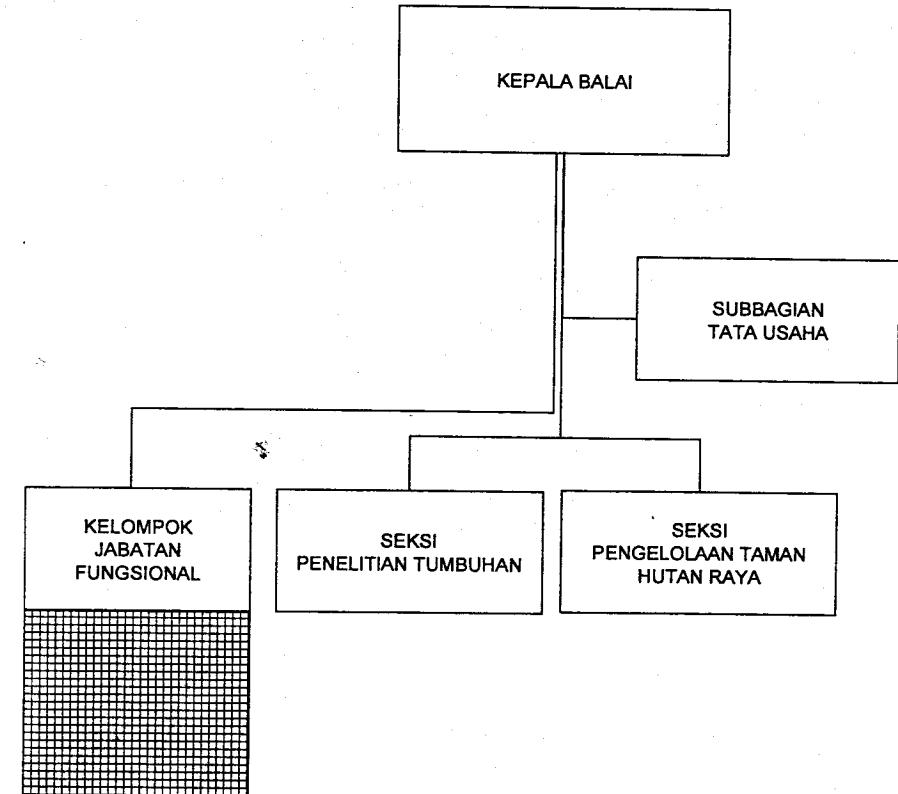 KEPALA BALAI
SUBBAGIAN
TATA USAHA
KELOMPOK
JABATAN
FUNGSIONAL
SEKSI
PENELITIAN TUMBUHAN
SEKSI
PENGELOLAAN TAMAN
HUTAN RAYA